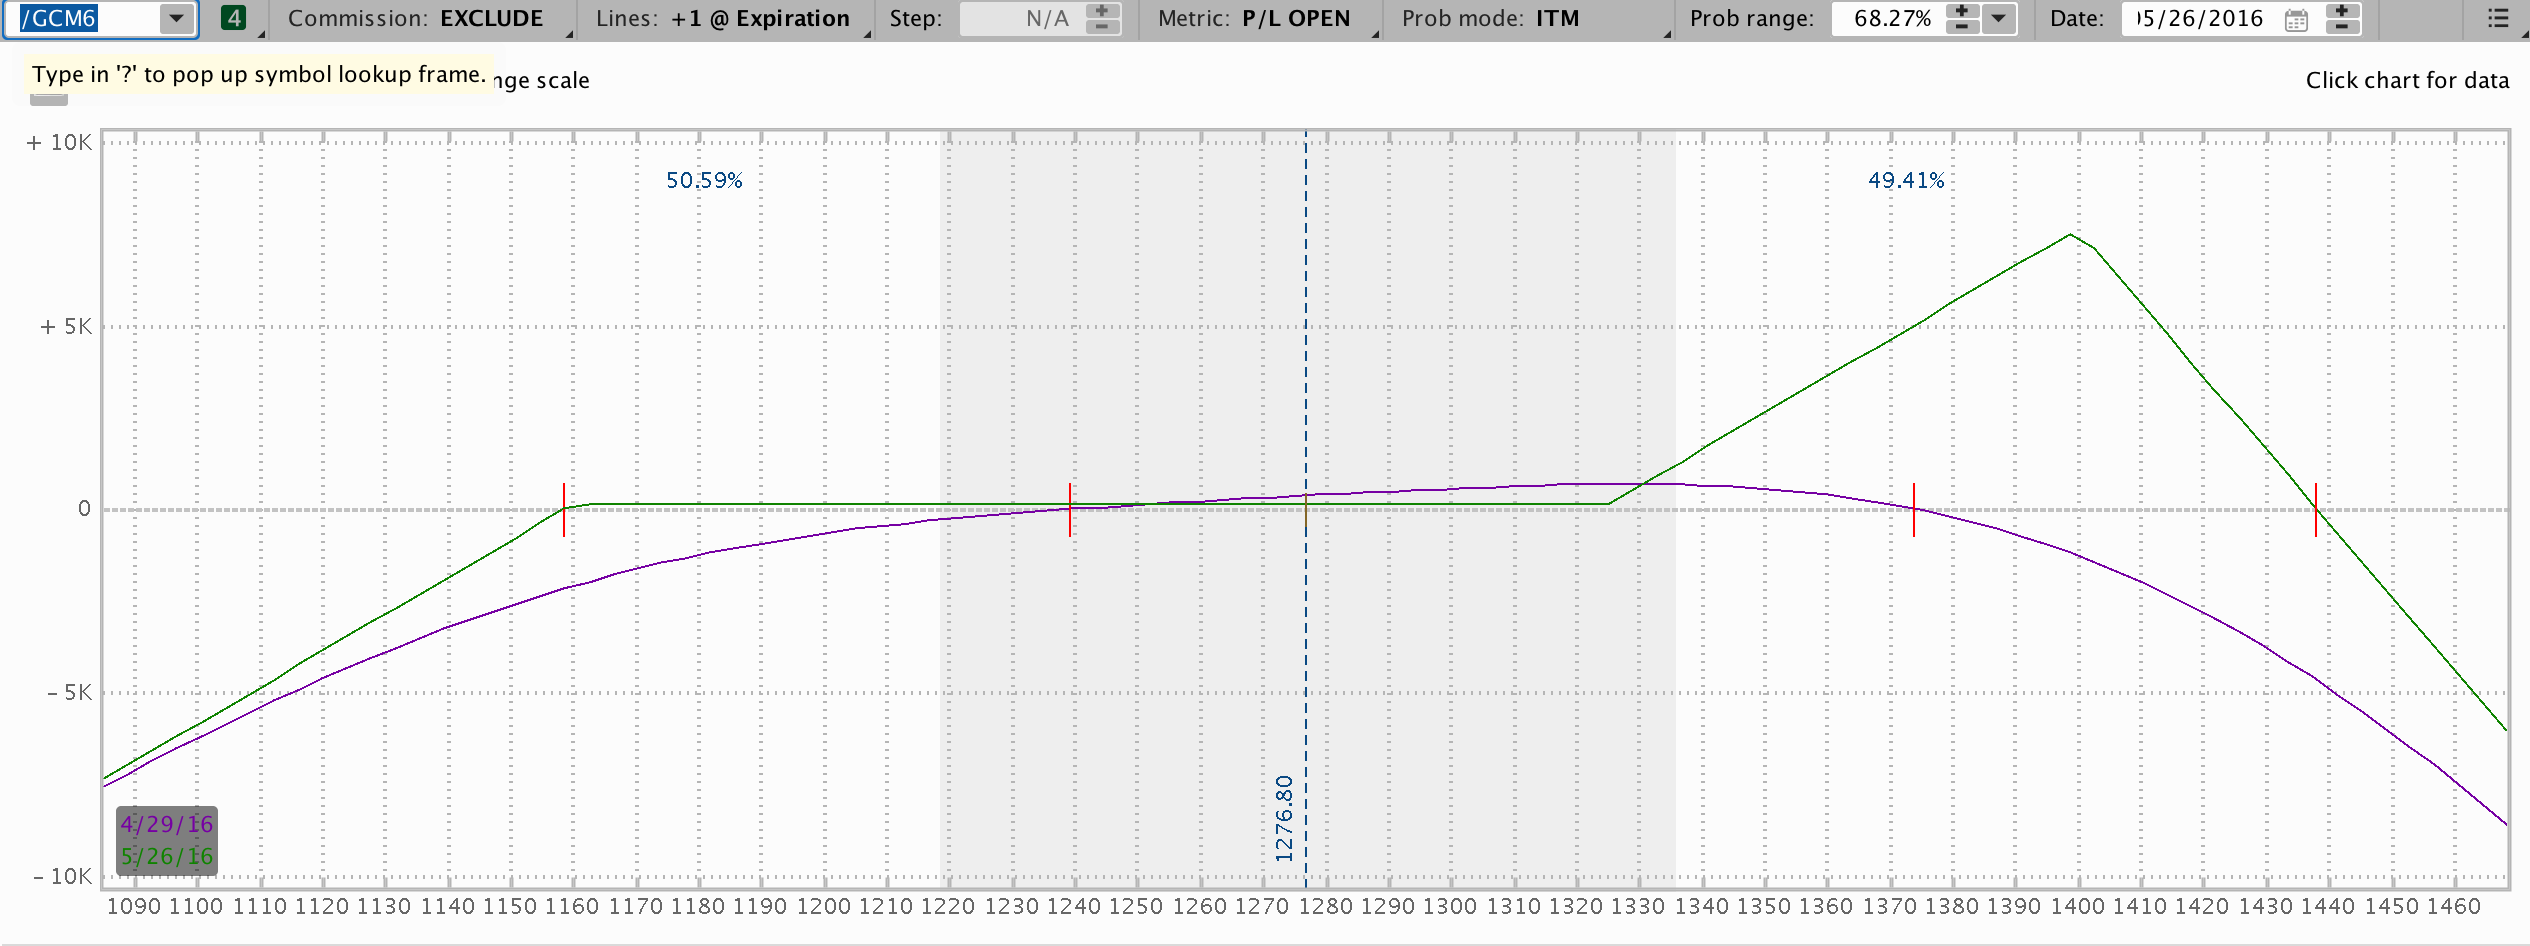 /GCM6 4 Commission: EXCLUDE Lines: +1 @ Expiration Step: N/A Metric: P/L OPEN Prob mode: ITM Prob range: 68.27% Date: 05/26/2016
Type in '?' to pop up symbol lookup frame. nge scale Click chart for data
+ 10K
50.59% 49.41%
+ 5K
0
- 5K
1276.80
4/29/16
5/26/16
- 10K
1090 1100 1110 1120 1130 1140 1150 1160 1170 1180 1190 1200 1210 1220 1230 1240 1250 1260 1270 1280 1290 1300 1310 1320 1330 1340 1350 1360 1370 1380 1390 1400 1410 1420 1430 1440 1450 1460